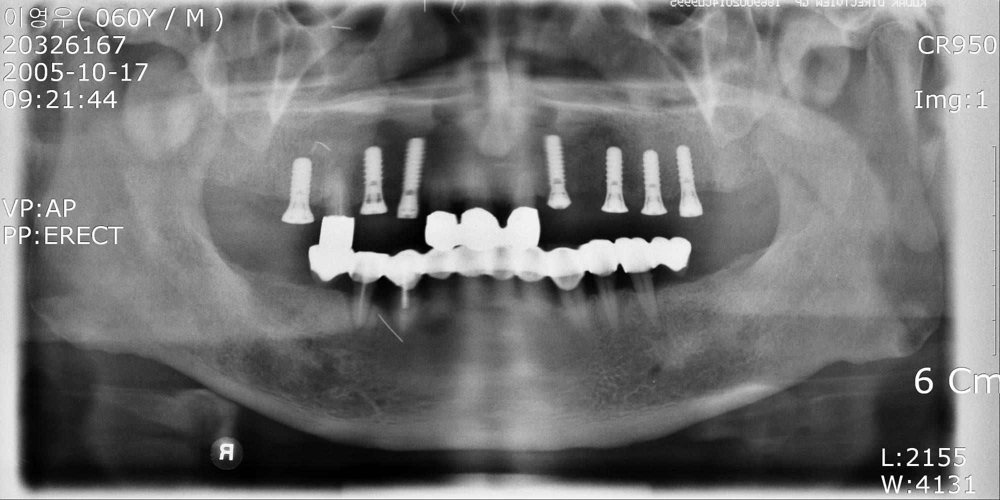 이영우( 060Y / M )
20326167
2005-10-17
09:21:44
CR950
Img:1
VP:AP
PP:ERECT
6 Cm
R
L:2155
W:4131